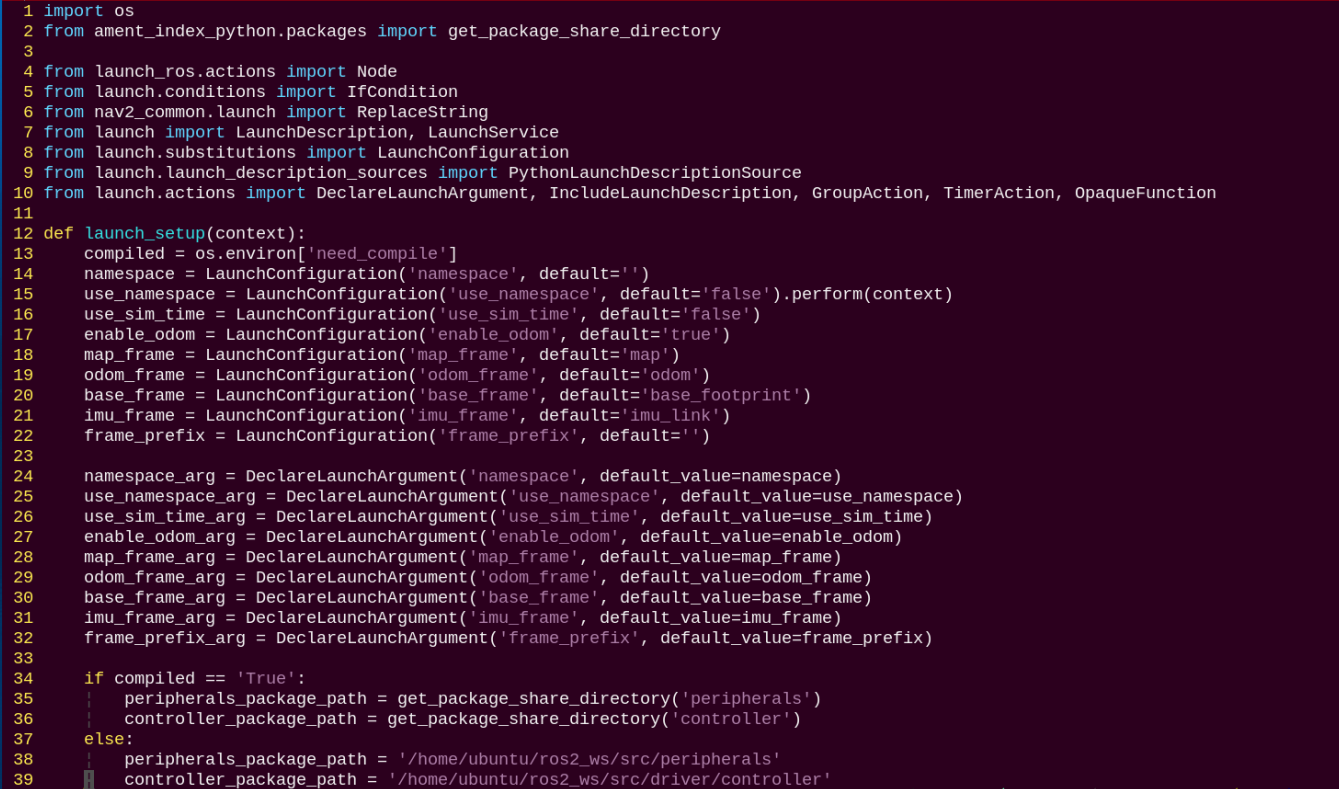 1 import os
2 from ament_index_python.packages import get_package_share_directory
3
4 from launch_ros.actions import Node
5 from launch.conditions import IfCondition
6 from nav2_common.launch import ReplaceString
7 from launch import LaunchDescription, LaunchService
8 from launch.substitutions import LaunchConfiguration
9 from launch.launch_description_sources import PythonLaunchDescriptionSource
10 from launch.actions import DeclareLaunchArgument, IncludeLaunchDescription, GroupAction, TimerAction, OpaqueFunction
11
12 def launch_setup(context):
13     compiled = os.environ['need_compile']
14     namespace = LaunchConfiguration('namespace', default='')
15     use_namespace = LaunchConfiguration('use_namespace', default='false').perform(context)
16     use_sim_time = LaunchConfiguration('use_sim_time', default='false')
17     enable_odom = LaunchConfiguration('enable_odom', default='true')
18     map_frame = LaunchConfiguration('map_frame', default='map')
19     odom_frame = LaunchConfiguration('odom_frame', default='odom')
20     base_frame = LaunchConfiguration('base_frame', default='base_footprint')
21     imu_frame = LaunchConfiguration('imu_frame', default='imu_link')
22     frame_prefix = LaunchConfiguration('frame_prefix', default='')
23
24     namespace_arg = DeclareLaunchArgument('namespace', default_value=namespace)
25     use_namespace_arg = DeclareLaunchArgument('use_namespace', default_value=use_namespace)
26     use_sim_time_arg = DeclareLaunchArgument('use_sim_time', default_value=use_sim_time)
27     enable_odom_arg = DeclareLaunchArgument('enable_odom', default_value=enable_odom)
28     map_frame_arg = DeclareLaunchArgument('map_frame', default_value=map_frame)
29     odom_frame_arg = DeclareLaunchArgument('odom_frame', default_value=odom_frame)
30     base_frame_arg = DeclareLaunchArgument('base_frame', default_value=base_frame)
31     imu_frame_arg = DeclareLaunchArgument('imu_frame', default_value=imu_frame)
32     frame_prefix_arg = DeclareLaunchArgument('frame_prefix', default_value=frame_prefix)
33
34     if compiled == 'True':
35     ¦   peripherals_package_path = get_package_share_directory('peripherals')
36     ¦   controller_package_path = get_package_share_directory('controller')
37     else:
38     ¦   peripherals_package_path = '/home/ubuntu/ros2_ws/src/peripherals'
39     ¦   controller_package_path = '/home/ubuntu/ros2_ws/src/driver/controller'